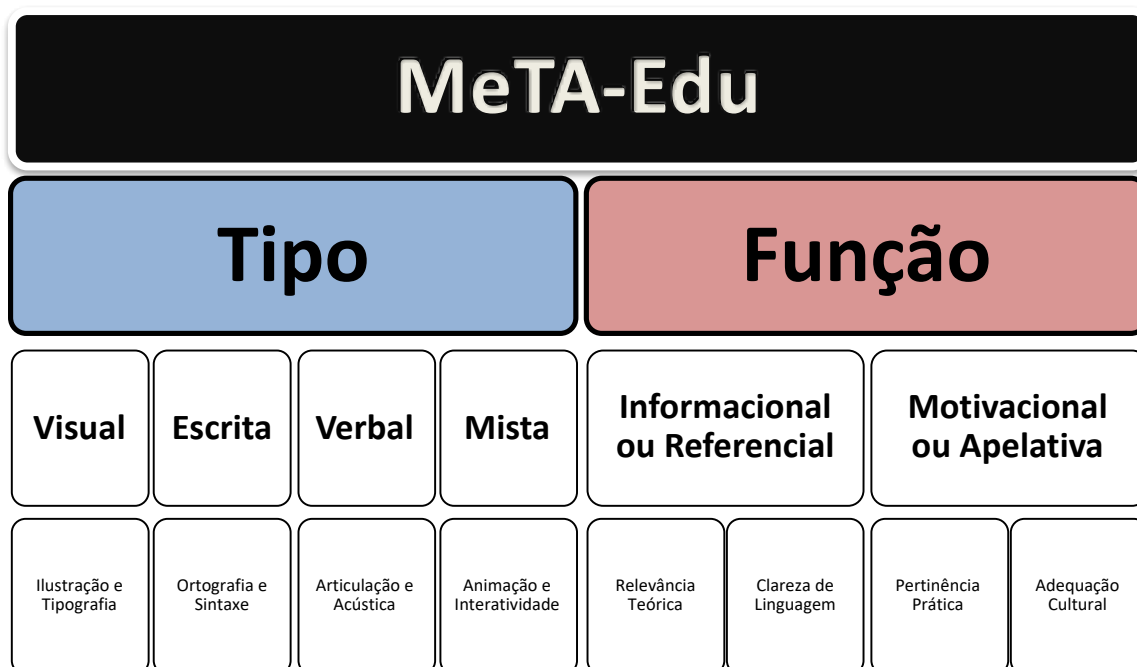 MeTA-Edu
Tipo
Função
Visual
Escrita
Verbal
Mista
Informacional
ou Referencial
Motivacional
ou Apelativa
Ilustração e
Tipografia
Ortografia e
Sintaxe
Articulação e
Acústica
Animação e
Interatividade
Relevância
Teórica
Clareza de
Linguagem
Pertinência
Prática
Adequação
Cultural